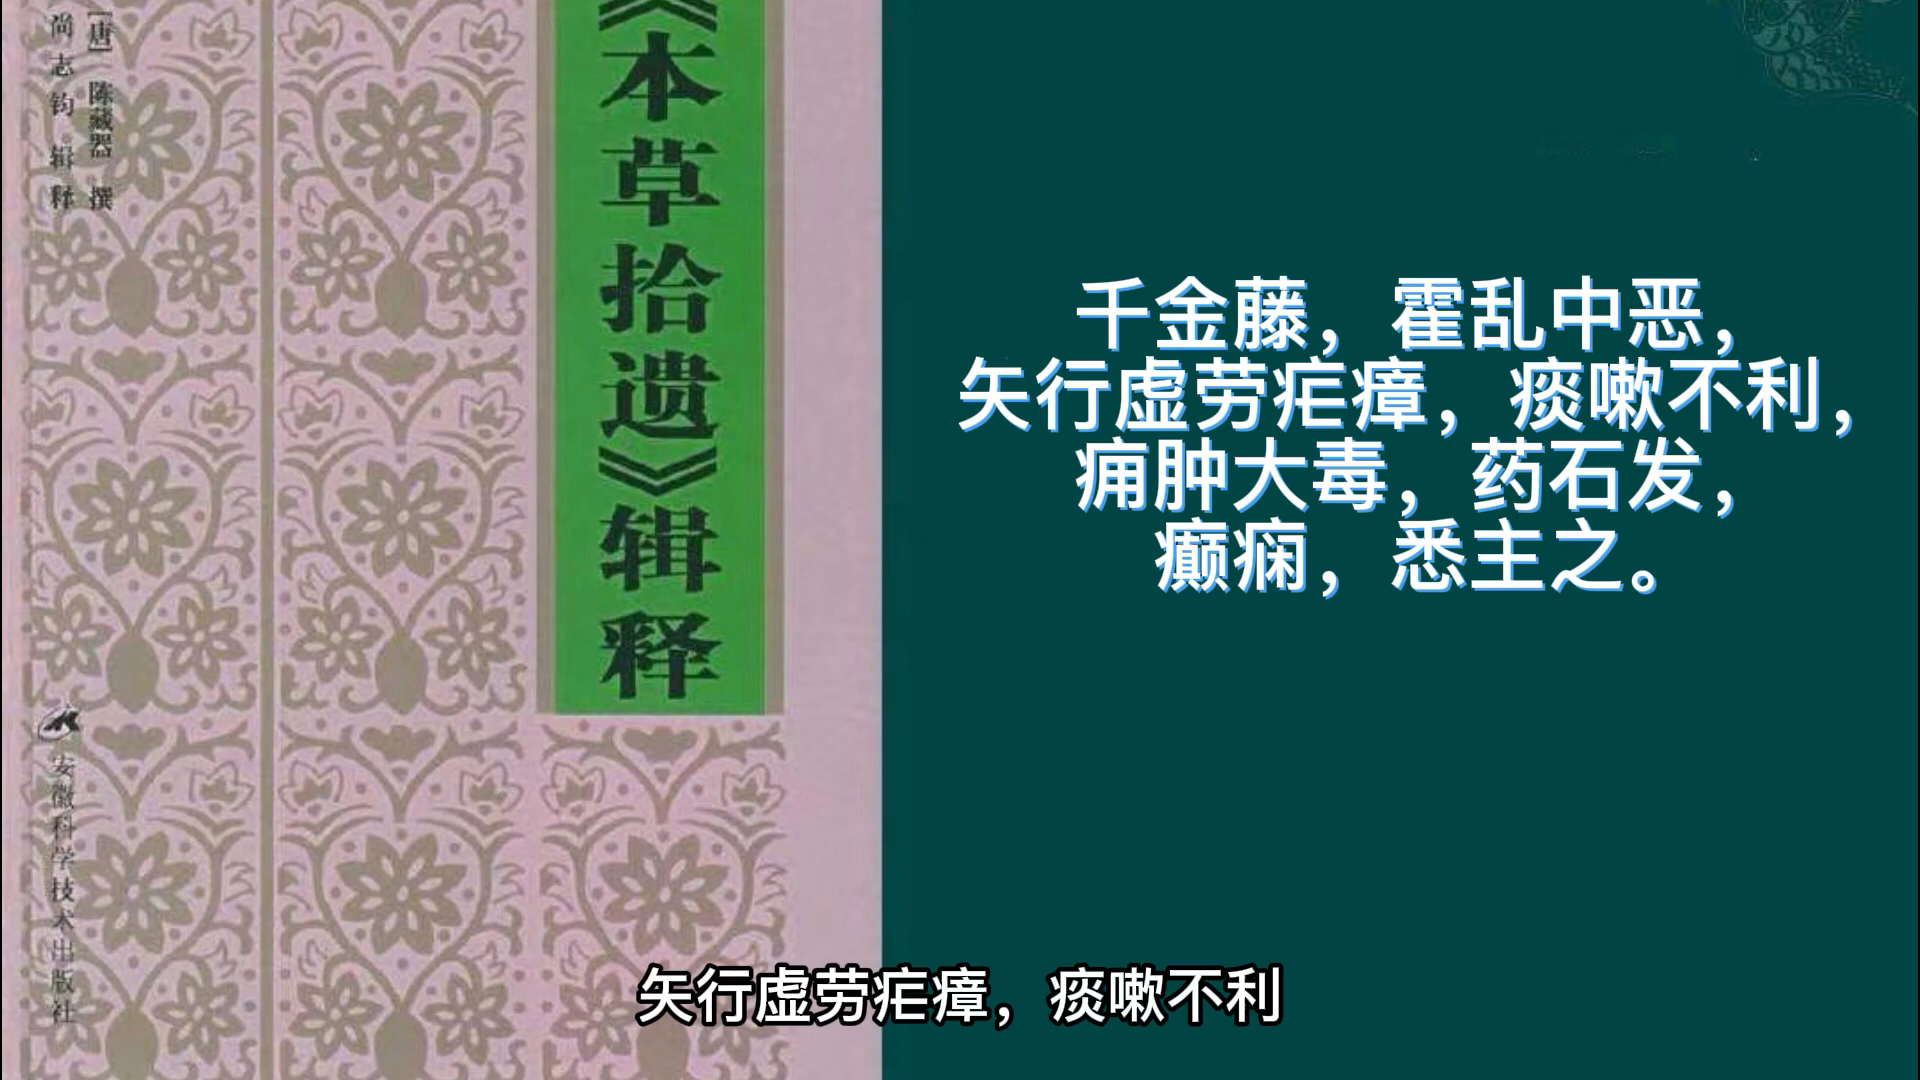 [唐] 陈藏器 撰
尚志钧 辑释
《本草拾遗》辑释
安徽科学技术出版社
千金藤，霍乱中恶，
矢行虚劳疟瘴，痰嗽不利，
痈肿大毒，药石发，
癫痫，悉主之。
矢行虚劳疟瘴，痰嗽不利